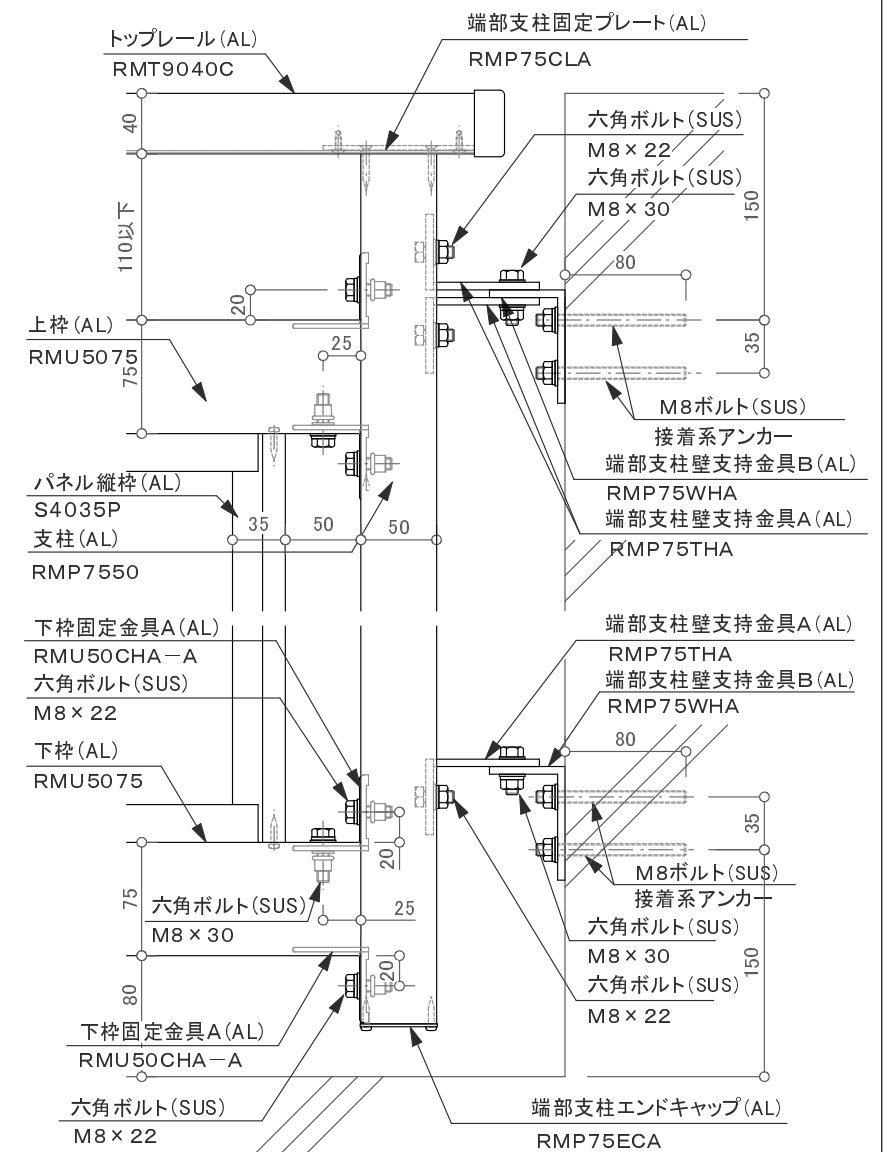 端部支柱固定プレート(AL)
RMP75CLA
トップレール(AL)
RMT9040C
六角ボルト(SUS)
M8×22
六角ボルト(SUS)
M8×30
40
110以下
20
150
80
35
上枠(AL)
RMU5075
75
25
M8ボルト(SUS)
接着系アンカー
端部支柱壁支持金具B(AL)
RMP75WHA
端部支柱壁支持金具A(AL)
RMP75THA
パネル縦枠(AL)
S4035P
35
50
50
支柱(AL)
RMP7550
下枠固定金具A(AL)
RMU50CHA-A
六角ボルト(SUS)
M8×22
下枠(AL)
RMU5075
端部支柱壁支持金具A(AL)
RMP75THA
端部支柱壁支持金具B(AL)
RMP75WHA
80
35
20
75
M8ボルト(SUS)
接着系アンカー
六角ボルト(SUS)
M8×30
25
六角ボルト(SUS)
M8×30
六角ボルト(SUS)
M8×22
150
20
80
下枠固定金具A(AL)
RMU50CHA-A
六角ボルト(SUS)
M8×22
端部支柱エンドキャップ(AL)
RMP75ECA